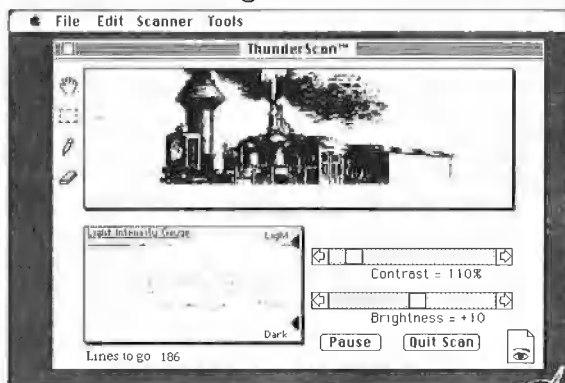 File Edit Scanner Tools
ThunderScan™
Light Intensity Gauge Light
Dark
Lines to go 186
Contrast = 110%
Brightness = +10
Pause Quit Scan